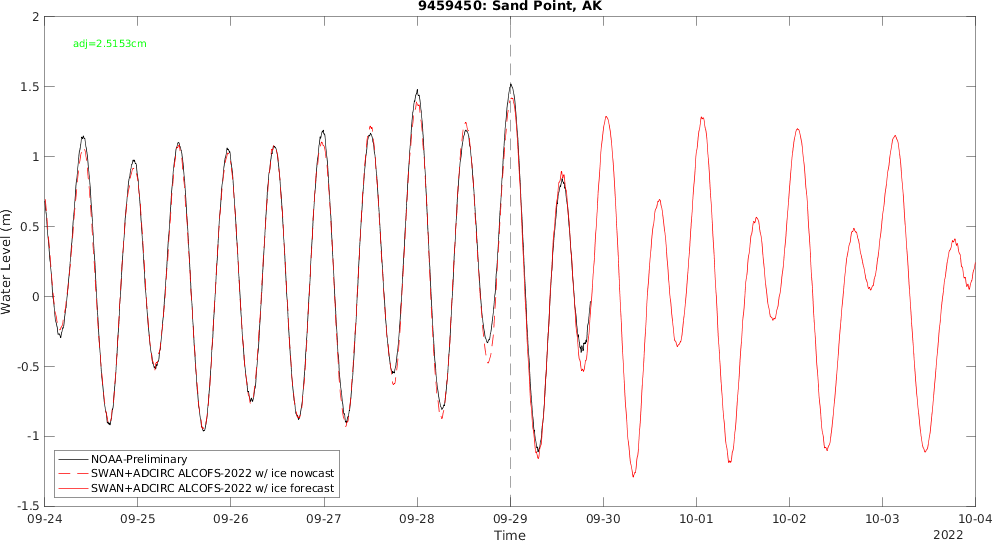 9459450: Sand Point, AK
adj=2.5153cm
2
1.5
1
0.5
0
-0.5
-1
-1.5
Water Level (m)
NOAA-Preliminary
SWAN+ADCIRC ALCOFS-2022 w/ ice nowcast
SWAN+ADCIRC ALCOFS-2022 w/ ice forecast
09-24 09-25 09-26 09-27 09-28 09-29 09-30 10-01 10-02 10-03 10-04
Time
2022